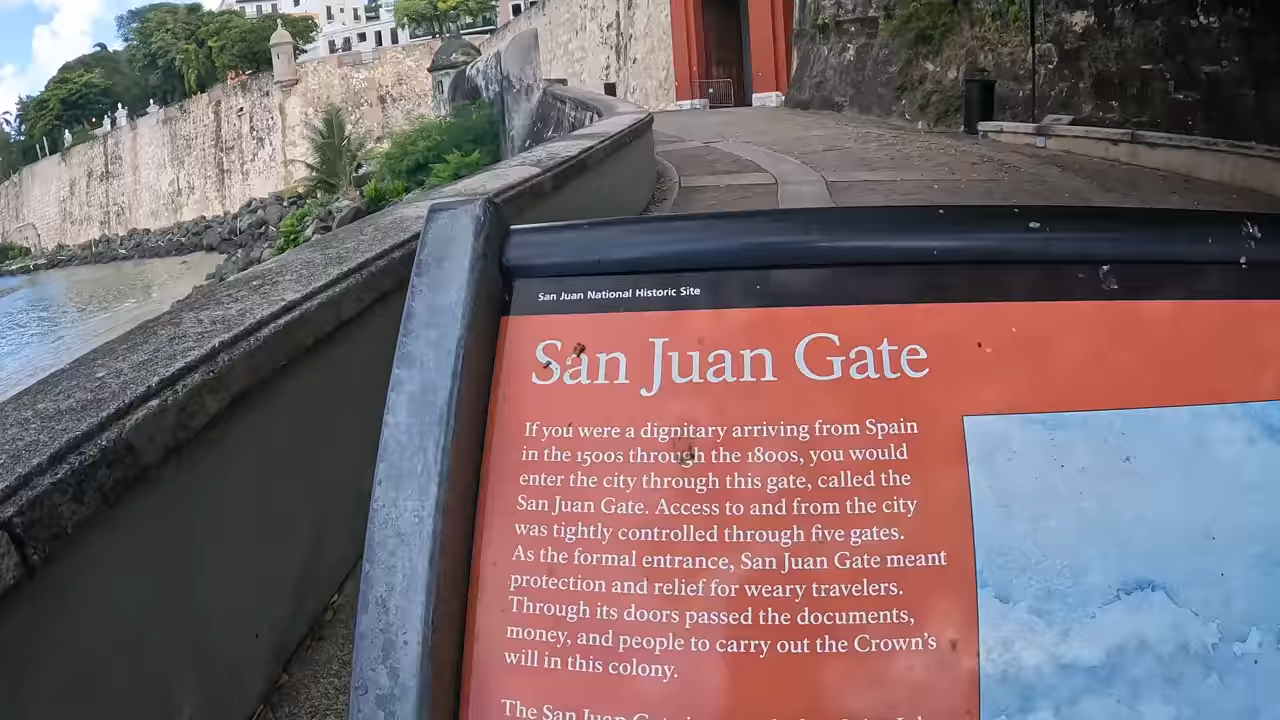 San Juan National Historic Site
San Juan Gate
If you were a dignitary arriving from Spain
in the 1500s through the 1800s, you would
enter the city through this gate, called the
San Juan Gate. Access to and from the city
was tightly controlled through five gates.
As the formal entrance, San Juan Gate meant
protection and relief for weary travelers.
Through its doors passed the documents,
money, and people to carry out the Crown’s
will in this colony.
The San Juan Gate